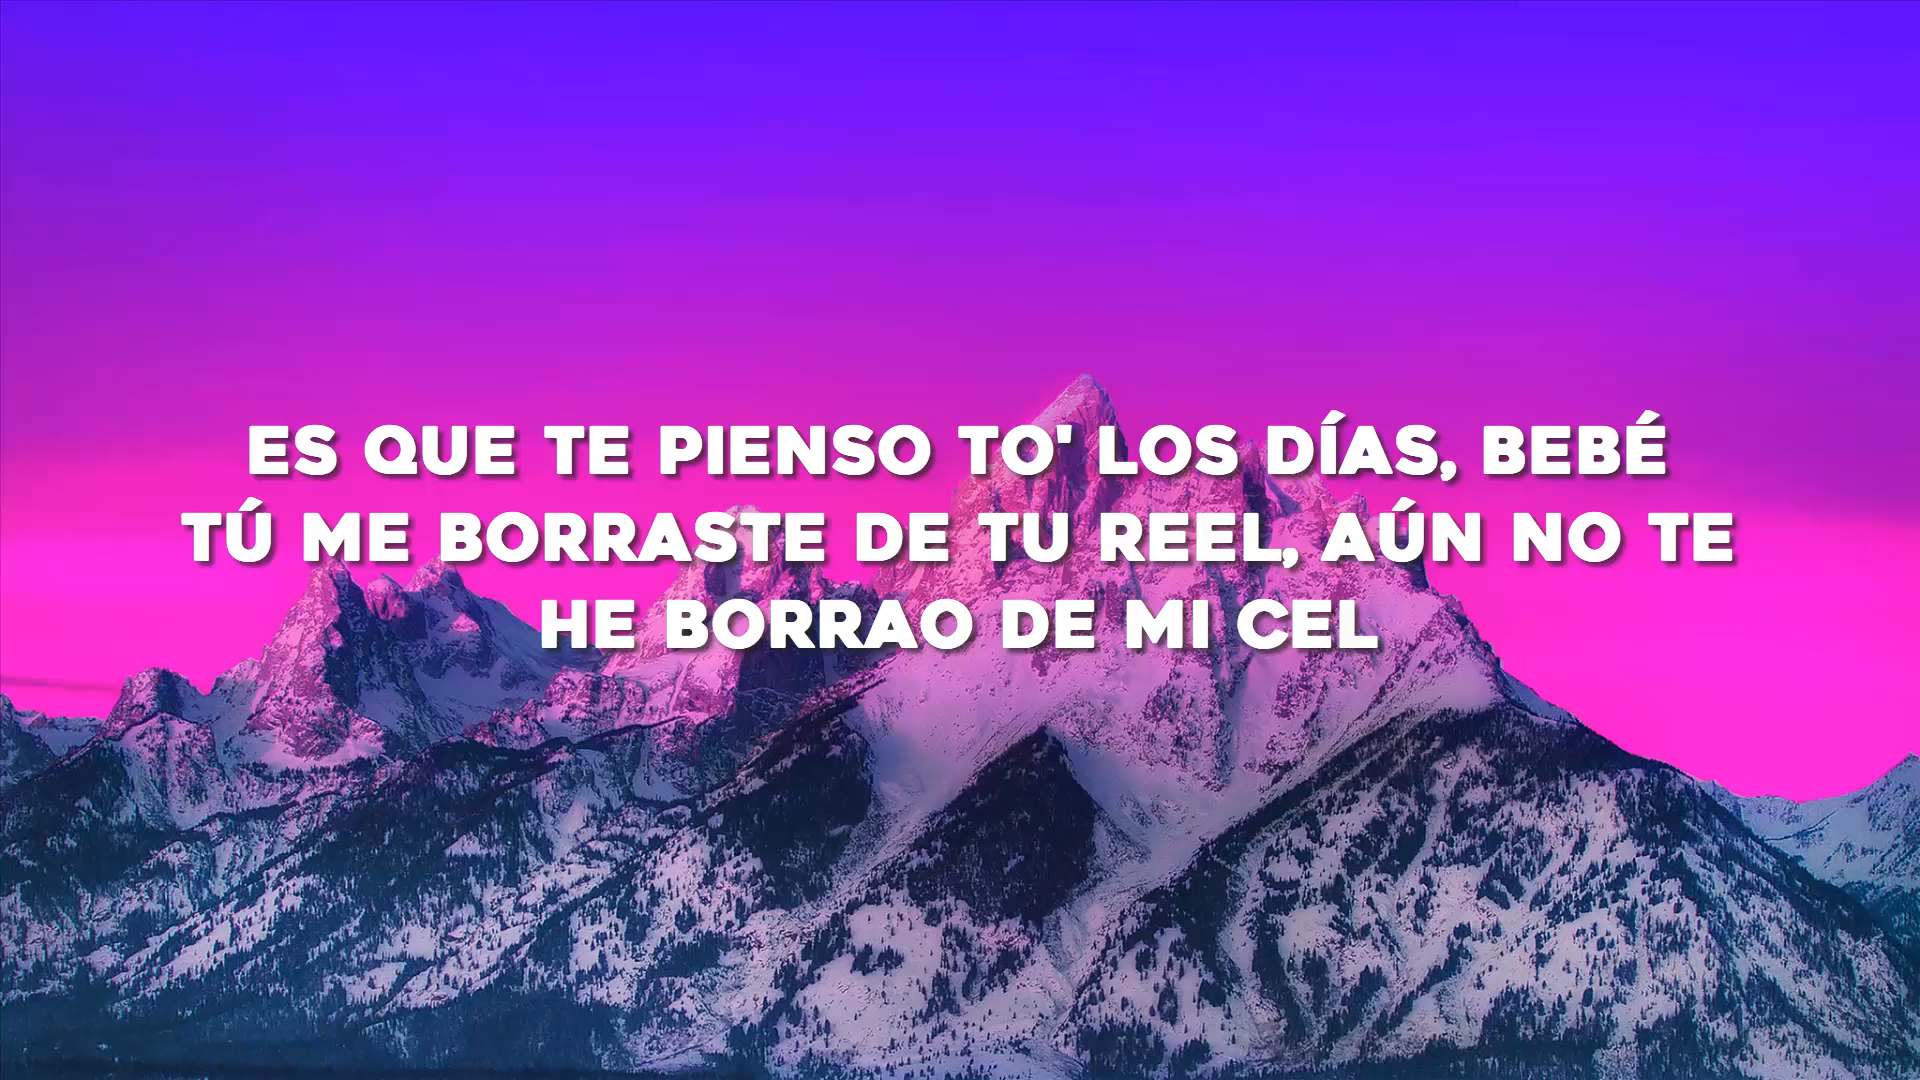 ES QUE TE PIENSO TO' LOS DÍAS, BEBÉ
TÚ ME BORRASTE DE TU REEL, AÚN NO TE
HE BORRAO DE MI CEL